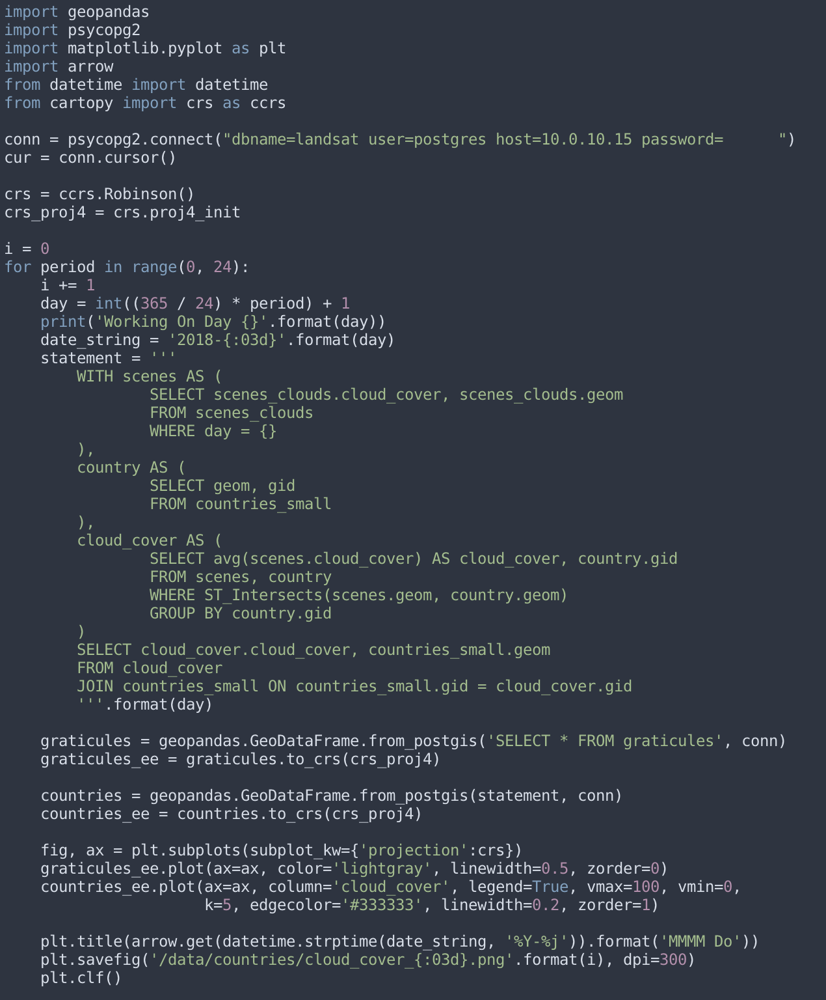 import geopandas
import psycopg2
import matplotlib.pyplot as plt
import arrow
from datetime import datetime
from cartopy import crs as ccrs

conn = psycopg2.connect("dbname=landsat user=postgres host=10.0.10.15 password=      ")
cur = conn.cursor()

crs = ccrs.Robinson()
crs_proj4 = crs.proj4_init

i = 0
for period in range(0, 24):
    i += 1
    day = int((365 / 24) * period) + 1
    print('Working On Day {}'.format(day))
    date_string = '2018-{:03d}'.format(day)
    statement = '''
        WITH scenes AS (
                SELECT scenes_clouds.cloud_cover, scenes_clouds.geom
                FROM scenes_clouds
                WHERE day = {}
        ),
        country AS (
                SELECT geom, gid
                FROM countries_small
        ),
        cloud_cover AS (
                SELECT avg(scenes.cloud_cover) AS cloud_cover, country.gid
                FROM scenes, country
                WHERE ST_Intersects(scenes.geom, country.geom)
                GROUP BY country.gid
        )
        SELECT cloud_cover.cloud_cover, countries_small.geom
        FROM cloud_cover
        JOIN countries_small ON countries_small.gid = cloud_cover.gid
        '''.format(day)

    graticules = geopandas.GeoDataFrame.from_postgis('SELECT * FROM graticules', conn)
    graticules_ee = graticules.to_crs(crs_proj4)

    countries = geopandas.GeoDataFrame.from_postgis(statement, conn)
    countries_ee = countries.to_crs(crs_proj4)

    fig, ax = plt.subplots(subplot_kw={'projection':crs})
    graticules_ee.plot(ax=ax, color='lightgray', linewidth=0.5, zorder=0)
    countries_ee.plot(ax=ax, column='cloud_cover', legend=True, vmax=100, vmin=0,
                      k=5, edgecolor='#333333', linewidth=0.2, zorder=1)

    plt.title(arrow.get(datetime.strptime(date_string, '%Y-%j')).format('MMMM Do'))
    plt.savefig('/data/countries/cloud_cover_{:03d}.png'.format(i), dpi=300)
    plt.clf()